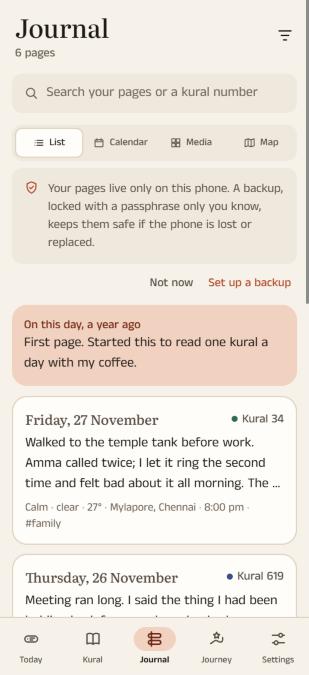 Journal
6 pages
Search your pages or a kural number
List
Calendar
Media
Map
Your pages live only on this phone. A backup,
locked with a passphrase only you know,
keeps them safe if the phone is lost or
replaced.
Not now
Set up a backup
On this day, a year ago
First page. Started this to read one kural a
day with my coffee.
Friday, 27 November
Kural 34
Walked to the temple tank before work.
Amma called twice; I let it ring the second
time and felt bad about it all morning. The ...
Calm · clear · 27° · Mylapore, Chennai · 8:00 pm ·
#family
Thursday, 26 November
Kural 619
Meeting ran long. I said the thing I had been
Today
Kural
Journal
Journey
Settings